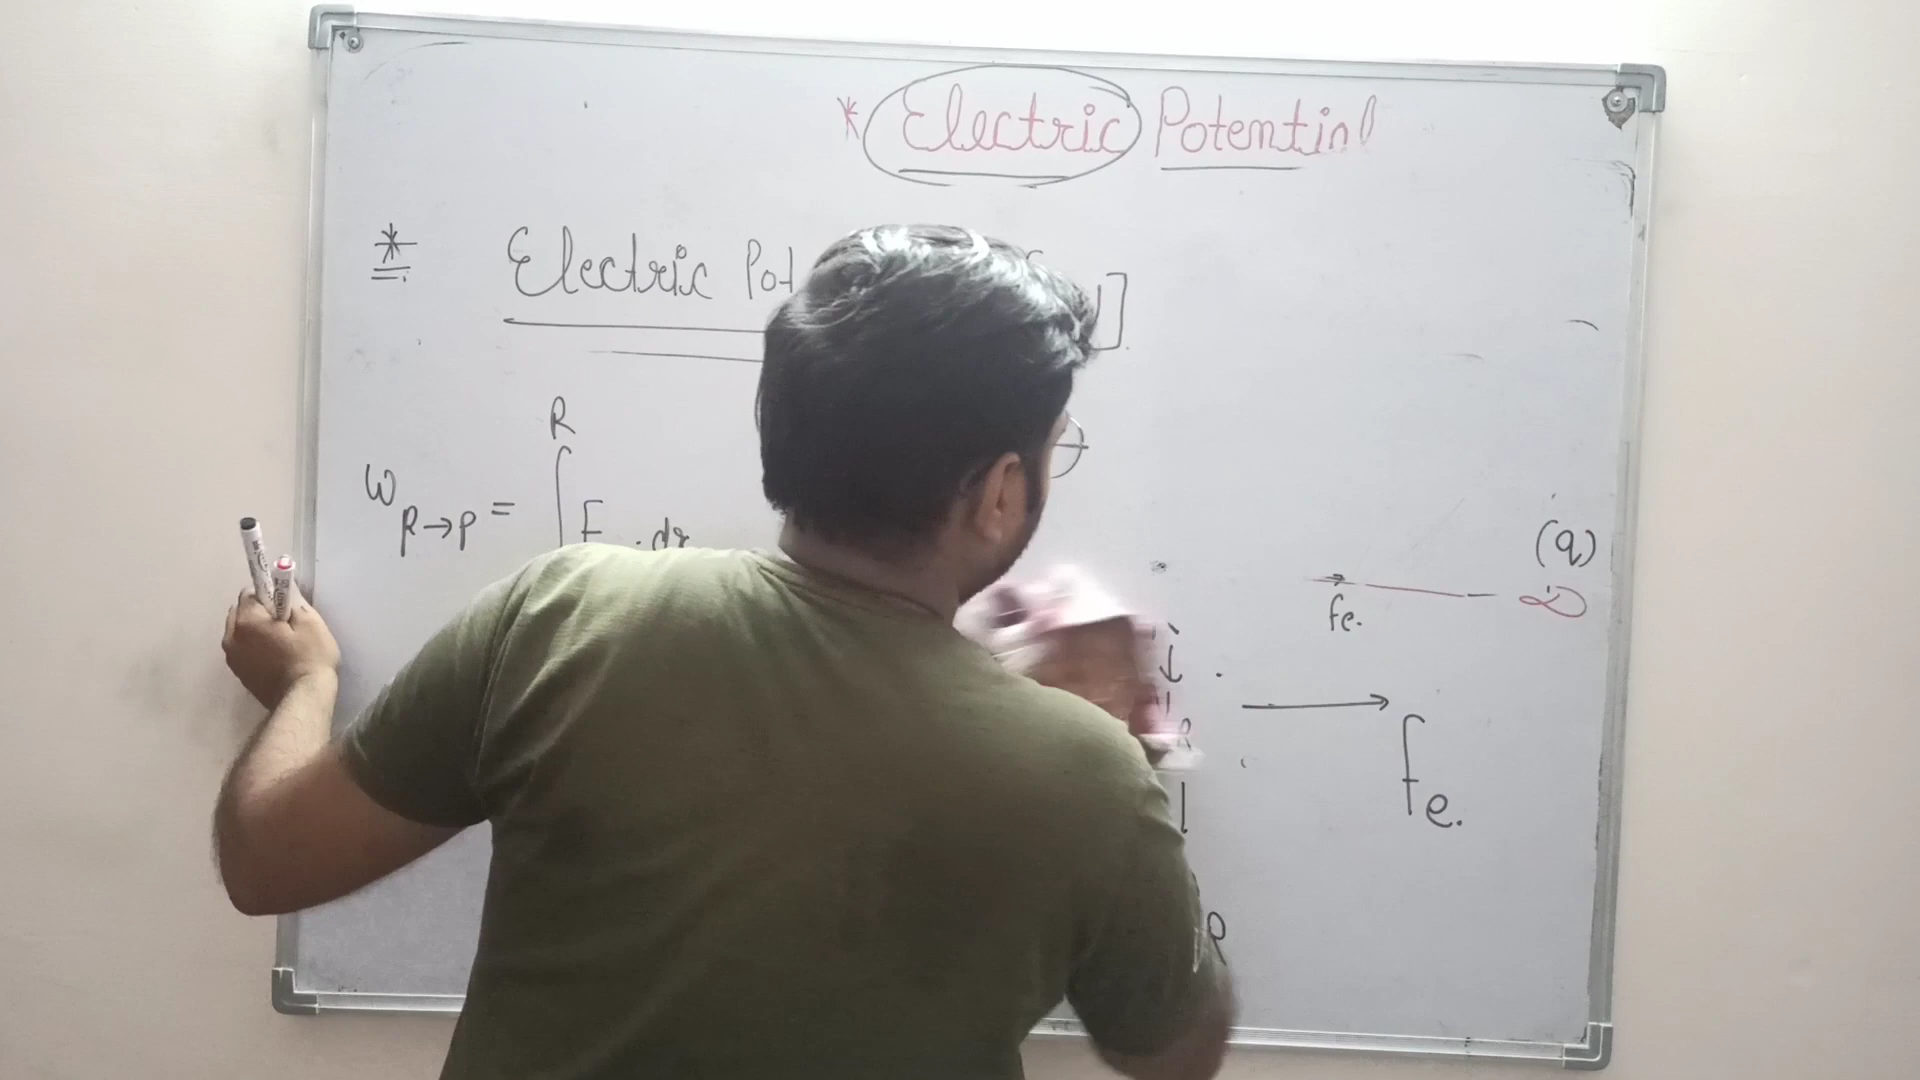 * Electric Potential
* Electric Pot ]
R
W R→P = ∫ F . dr
(q)
fe.
fe.
P